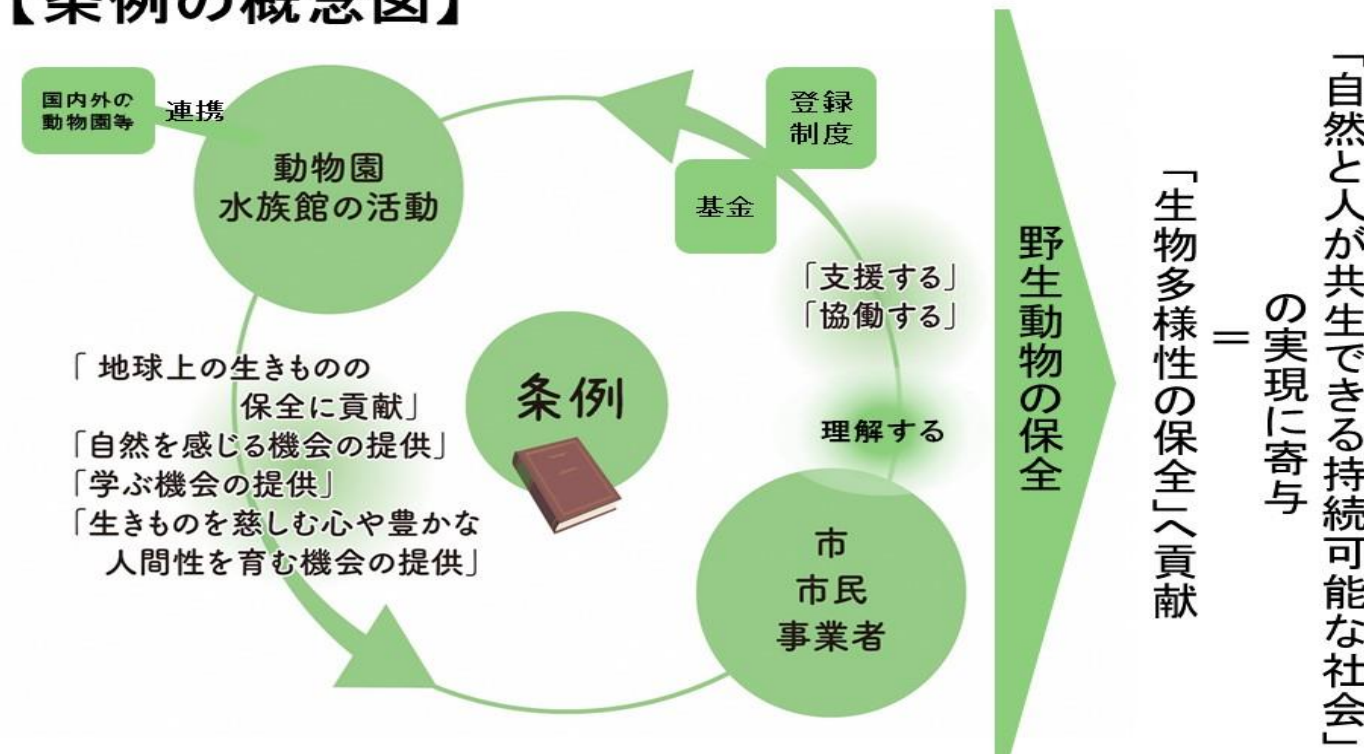 【条例の概念図】
国内外の
動物園等
連携
動物園
水族館の活動
登録
制度
基金
「支援する」
「協働する」
理解する
条例
「 地球上の生きものの
保全に貢献」
「自然を感じる機会の提供」
「学ぶ機会の提供」
「生きものを慈しむ心や豊かな
人間性を育む機会の提供」
市
市民
事業者
野生動物の保全
「生物多様性の保全」へ貢献
＝
「自然と人が共生できる持続可能な社会」
の実現に寄与